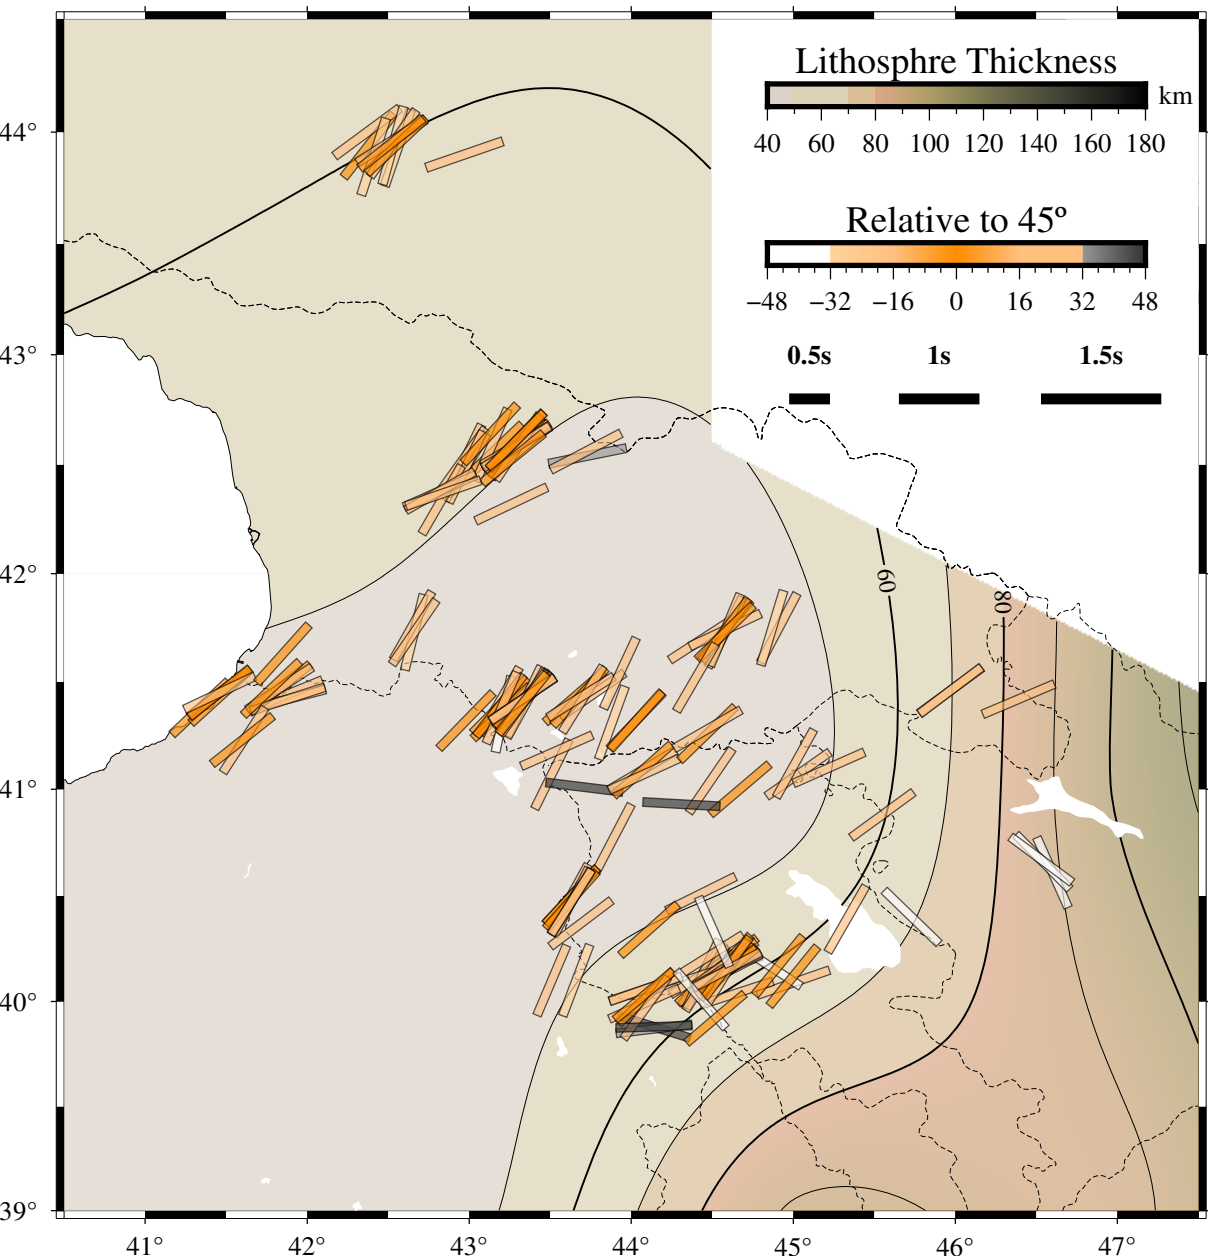 Lithosphre Thickness
km
40 60 80 100 120 140 160 180
Relative to 45º
−48 −32 −16 0 16 32 48
0.5s 1s 1.5s
44°
43°
42°
41°
40°
39°
60
80
41° 42° 43° 44° 45° 46° 47°